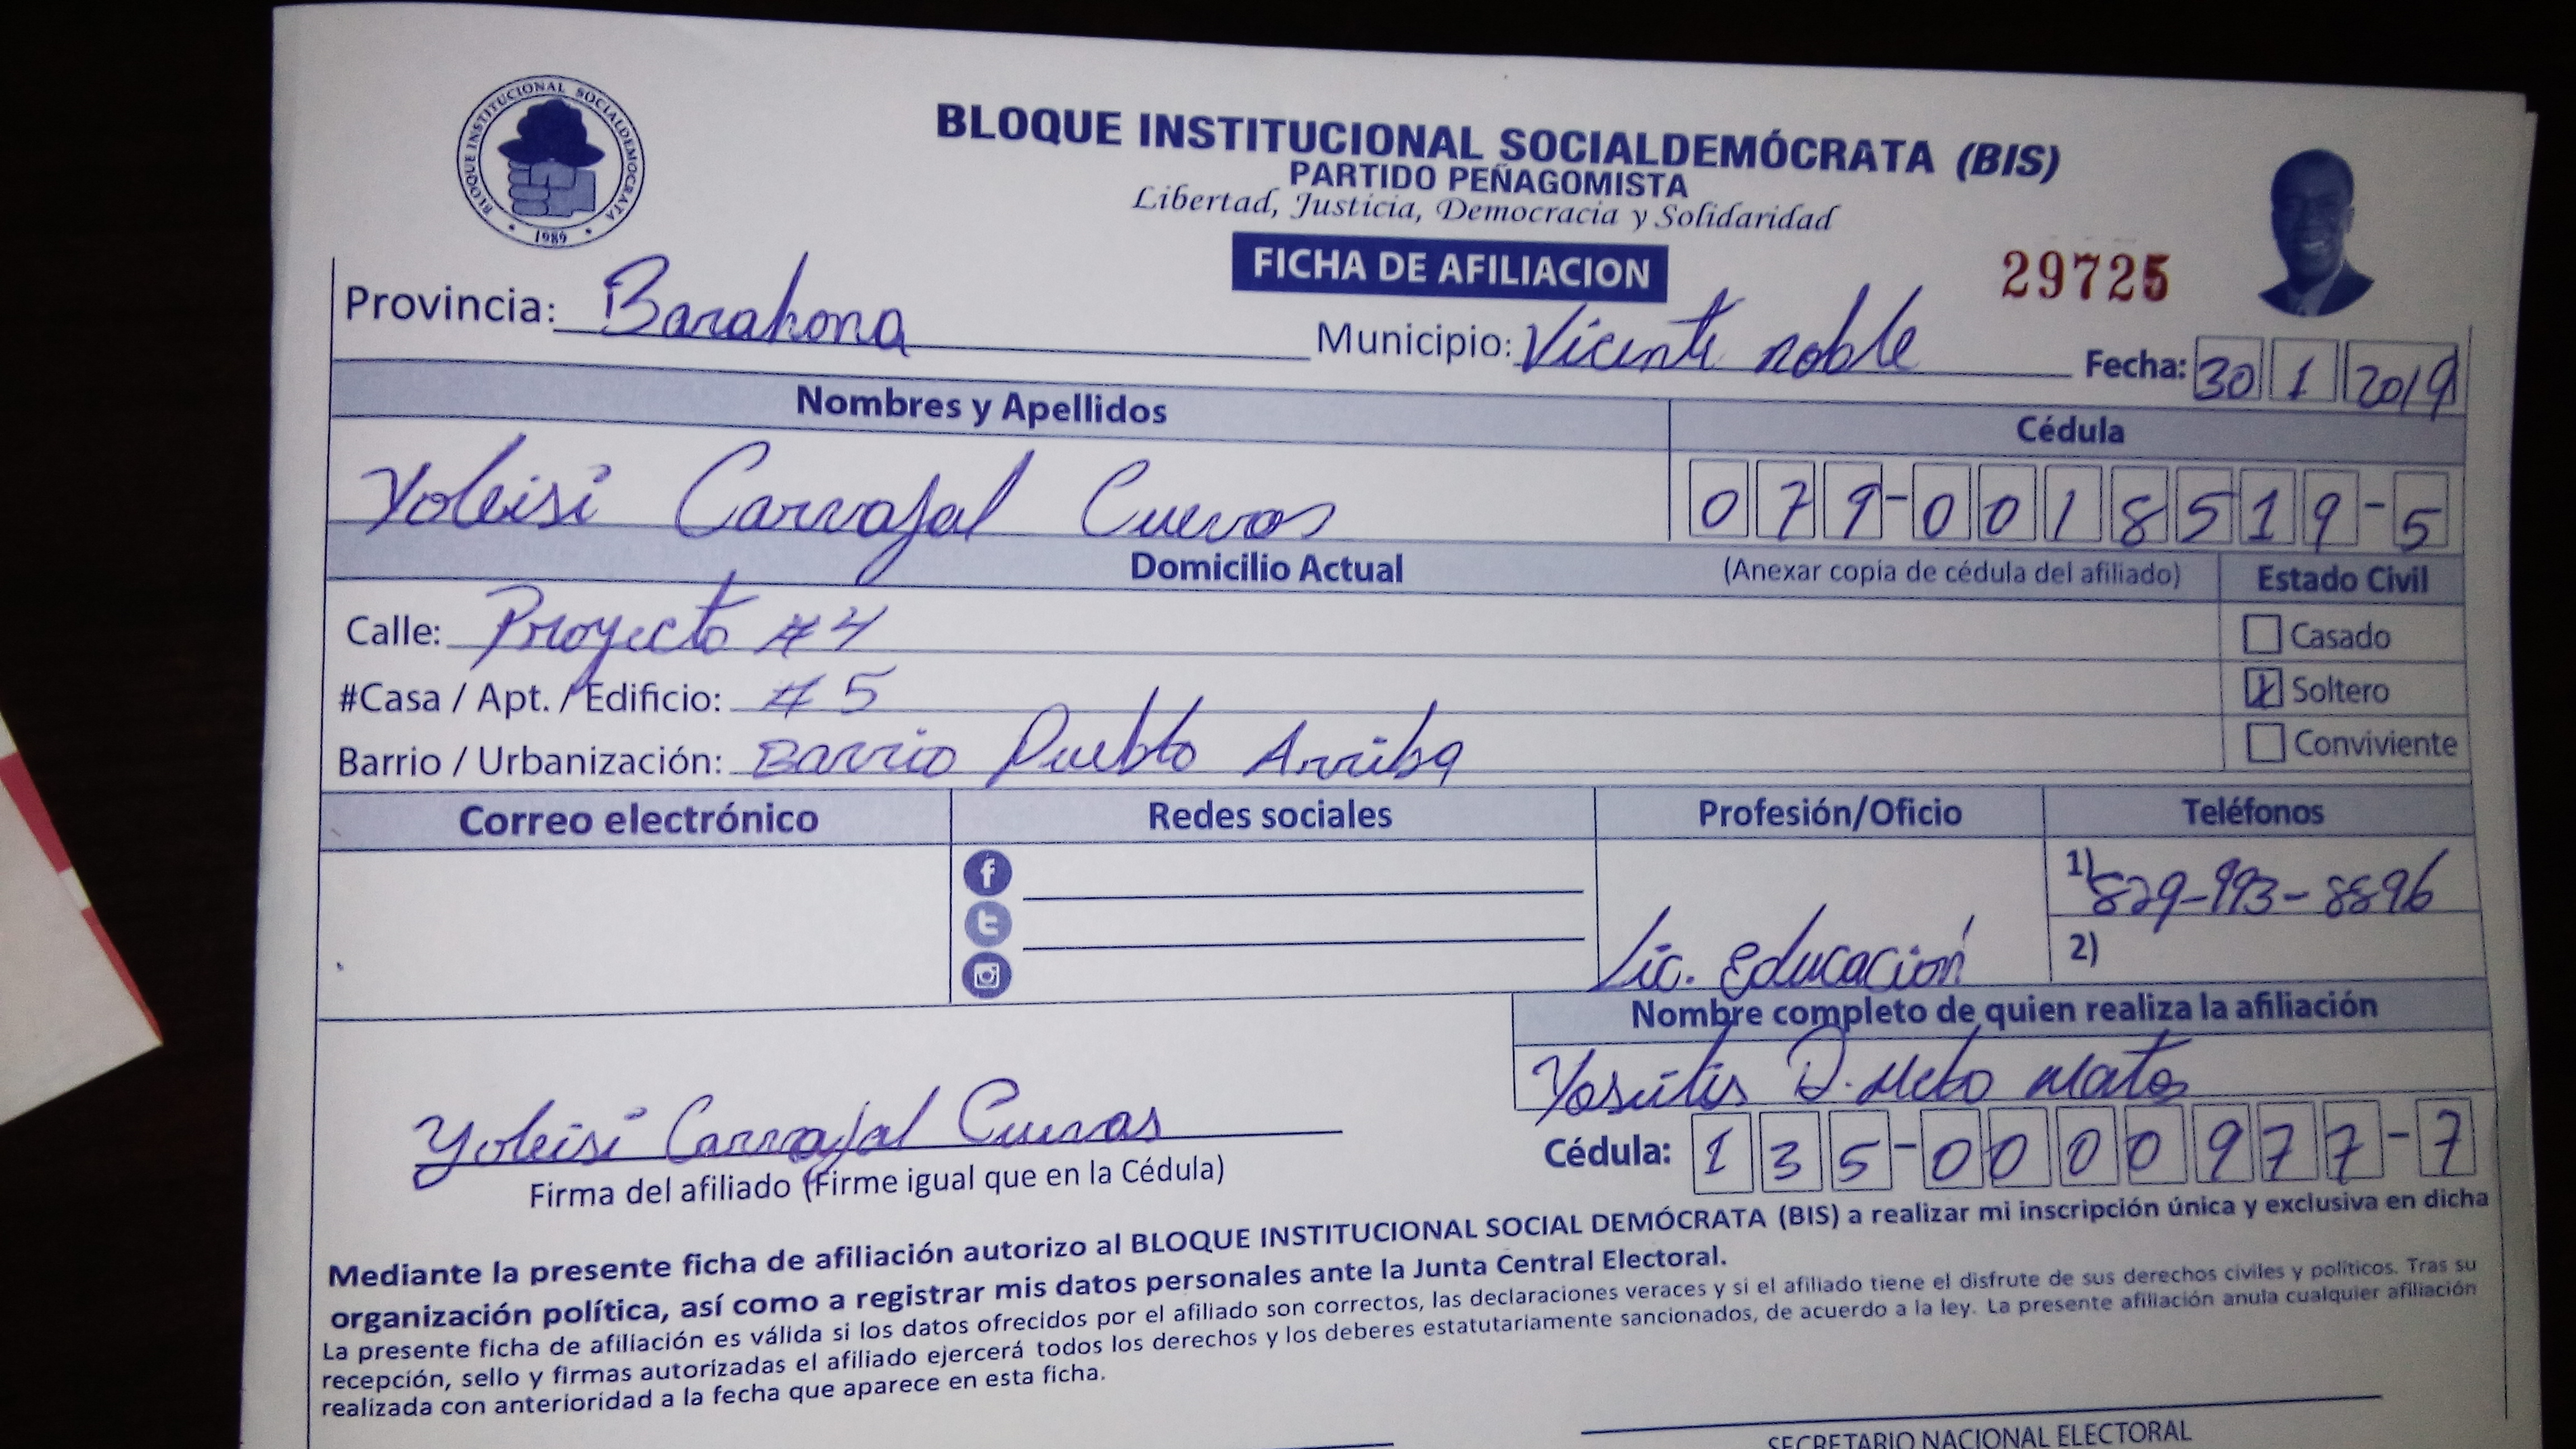 BLOQUE INSTITUCIONAL SOCIALDEMOCRATA
1989
BLOQUE INSTITUCIONAL SOCIALDEMÓCRATA (BIS)
PARTIDO PEÑAGOMISTA
Libertad, Justicia, Democracia y Solidaridad
FICHA DE AFILIACION
29725
Provincia: Barahona Municipio: Vicente noble Fecha: 30 1 2019
Nombres y Apellidos Cédula
Yoleisi Carvajal Cuevas 079-0018519-5
Domicilio Actual (Anexar copia de cédula del afiliado) Estado Civil
Calle: Proyecto #4 Casado
#Casa / Apt. / Edificio: #5 X Soltero
Barrio / Urbanización: Barrio Pueblo Arriba Conviviente
Correo electrónico Redes sociales Profesión/Oficio Teléfonos
f 1) 829-993-8896
Lic. Educación 2)
Nombre completo de quien realiza la afiliación
D. Melo Matos
Yoleisi Carvajal Cuevas Cédula: 135-0000977-7
Firma del afiliado (Firme igual que en la Cédula)
Mediante la presente ficha de afiliación autorizo al BLOQUE INSTITUCIONAL SOCIAL DEMÓCRATA (BIS) a realizar mi inscripción única y exclusiva en dicha
organización política, así como a registrar mis datos personales ante la Junta Central Electoral.
La presente ficha de afiliación es válida si los datos ofrecidos por el afiliado son correctos, las declaraciones veraces y si el afiliado tiene el disfrute de sus derechos civiles y políticos. Tras su
recepción, sello y firmas autorizadas el afiliado ejercerá todos los derechos y los deberes estatutariamente sancionados, de acuerdo a la ley. La presente afiliación anula cualquier afiliación
realizada con anterioridad a la fecha que aparece en esta ficha.
SECRETARIO NACIONAL ELECTORAL